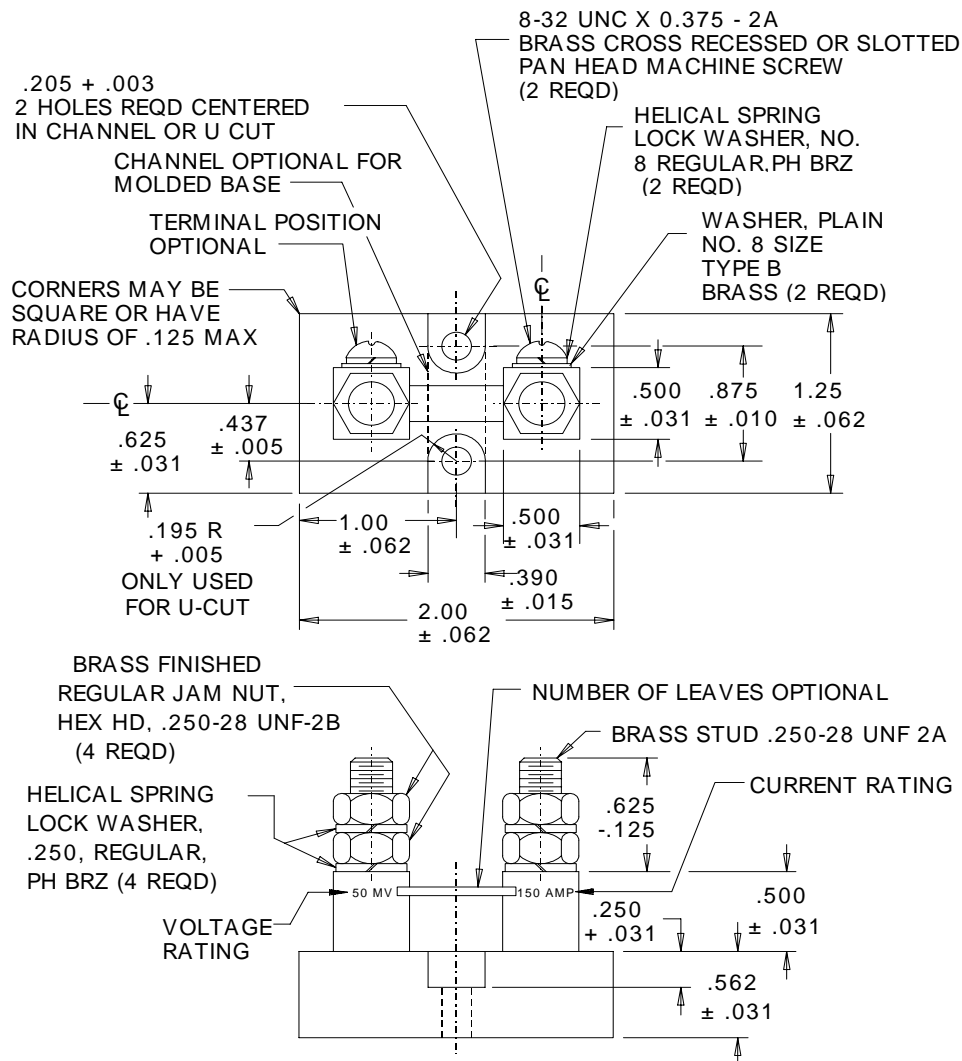 8-32 UNC X 0.375 - 2A
BRASS CROSS RECESSED OR SLOTTED
PAN HEAD MACHINE SCREW
(2 REQD)
.205 + .003
2 HOLES REQD CENTERED
IN CHANNEL OR U CUT
HELICAL SPRING
LOCK WASHER, NO.
8 REGULAR, PH BRZ
(2 REQD)
CHANNEL OPTIONAL FOR
MOLDED BASE
TERMINAL POSITION
OPTIONAL
WASHER, PLAIN
NO. 8 SIZE
TYPE B
BRASS (2 REQD)
CORNERS MAY BE
SQUARE OR HAVE
RADIUS OF .125 MAX
℄
℄
.625
± .031
.437
± .005
.500
± .031
.875
± .010
1.25
± .062
.195 R
+ .005
ONLY USED
FOR U-CUT
1.00
± .062
.500
± .031
.390
± .015
2.00
± .062
BRASS FINISHED
REGULAR JAM NUT,
HEX HD, .250-28 UNF-2B
(4 REQD)
NUMBER OF LEAVES OPTIONAL
BRASS STUD .250-28 UNF 2A
CURRENT RATING
HELICAL SPRING
LOCK WASHER,
.250, REGULAR,
PH BRZ (4 REQD)
.625
-.125
50 MV
150 AMP
VOLTAGE
RATING
.250
+ .031
.500
± .031
.562
± .031